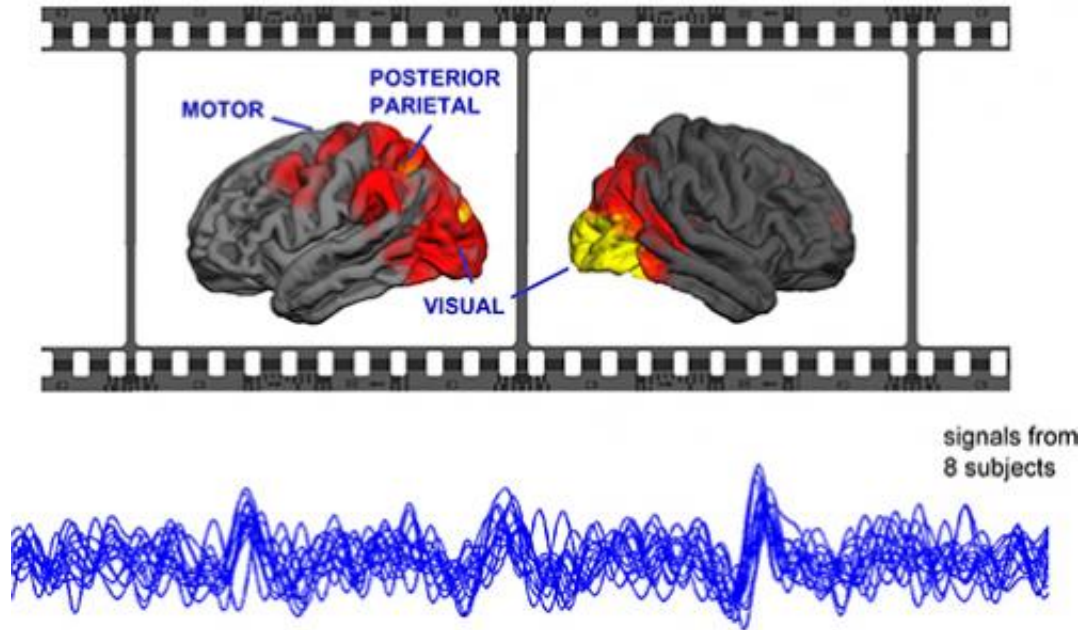 POSTERIOR
PARIETAL
MOTOR
VISUAL
signals from
8 subjects